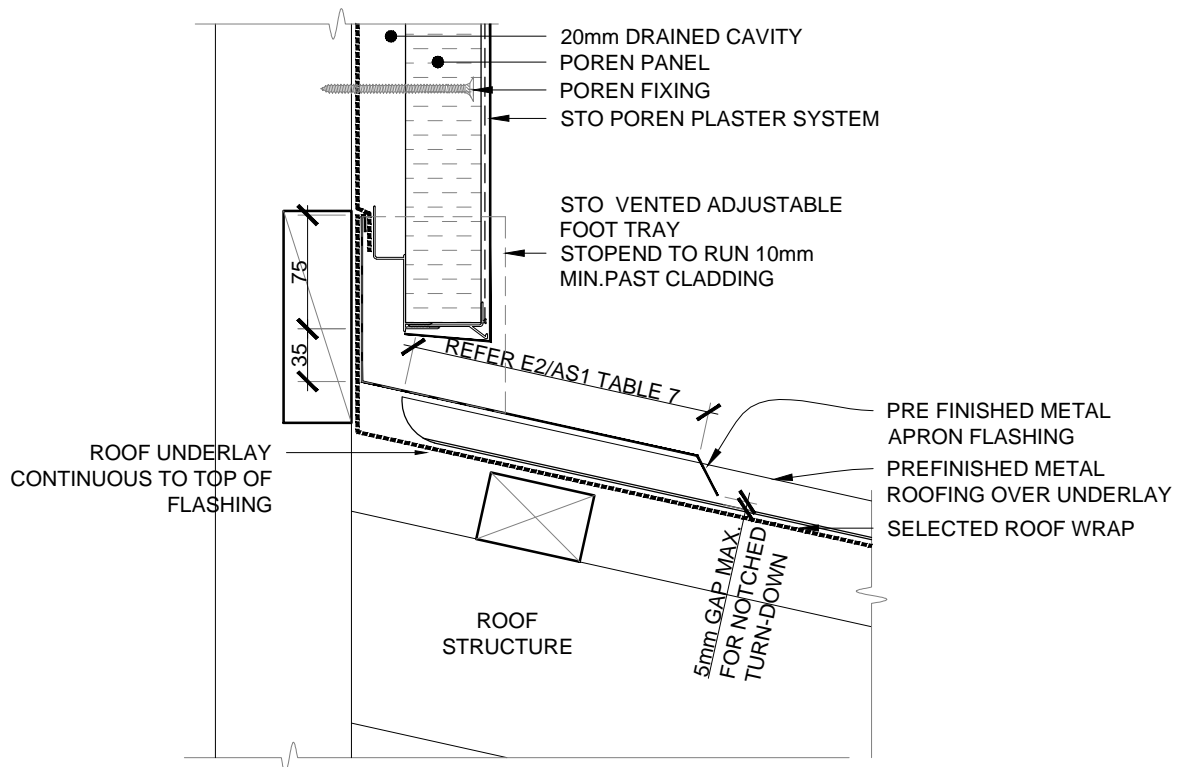 20mm DRAINED CAVITY
POREN PANEL
POREN FIXING
STO POREN PLASTER SYSTEM
STO VENTED ADJUSTABLE
FOOT TRAY
STOPEND TO RUN 10mm
MIN.PAST CLADDING
75
35
REFER E2/AS1 TABLE 7
PRE FINISHED METAL
APRON FLASHING
PREFINISHED METAL
ROOFING OVER UNDERLAY
SELECTED ROOF WRAP
ROOF UNDERLAY
CONTINUOUS TO TOP OF
FLASHING
5mm GAP MAX.
FOR NOTCHED
TURN-DOWN
ROOF
STRUCTURE